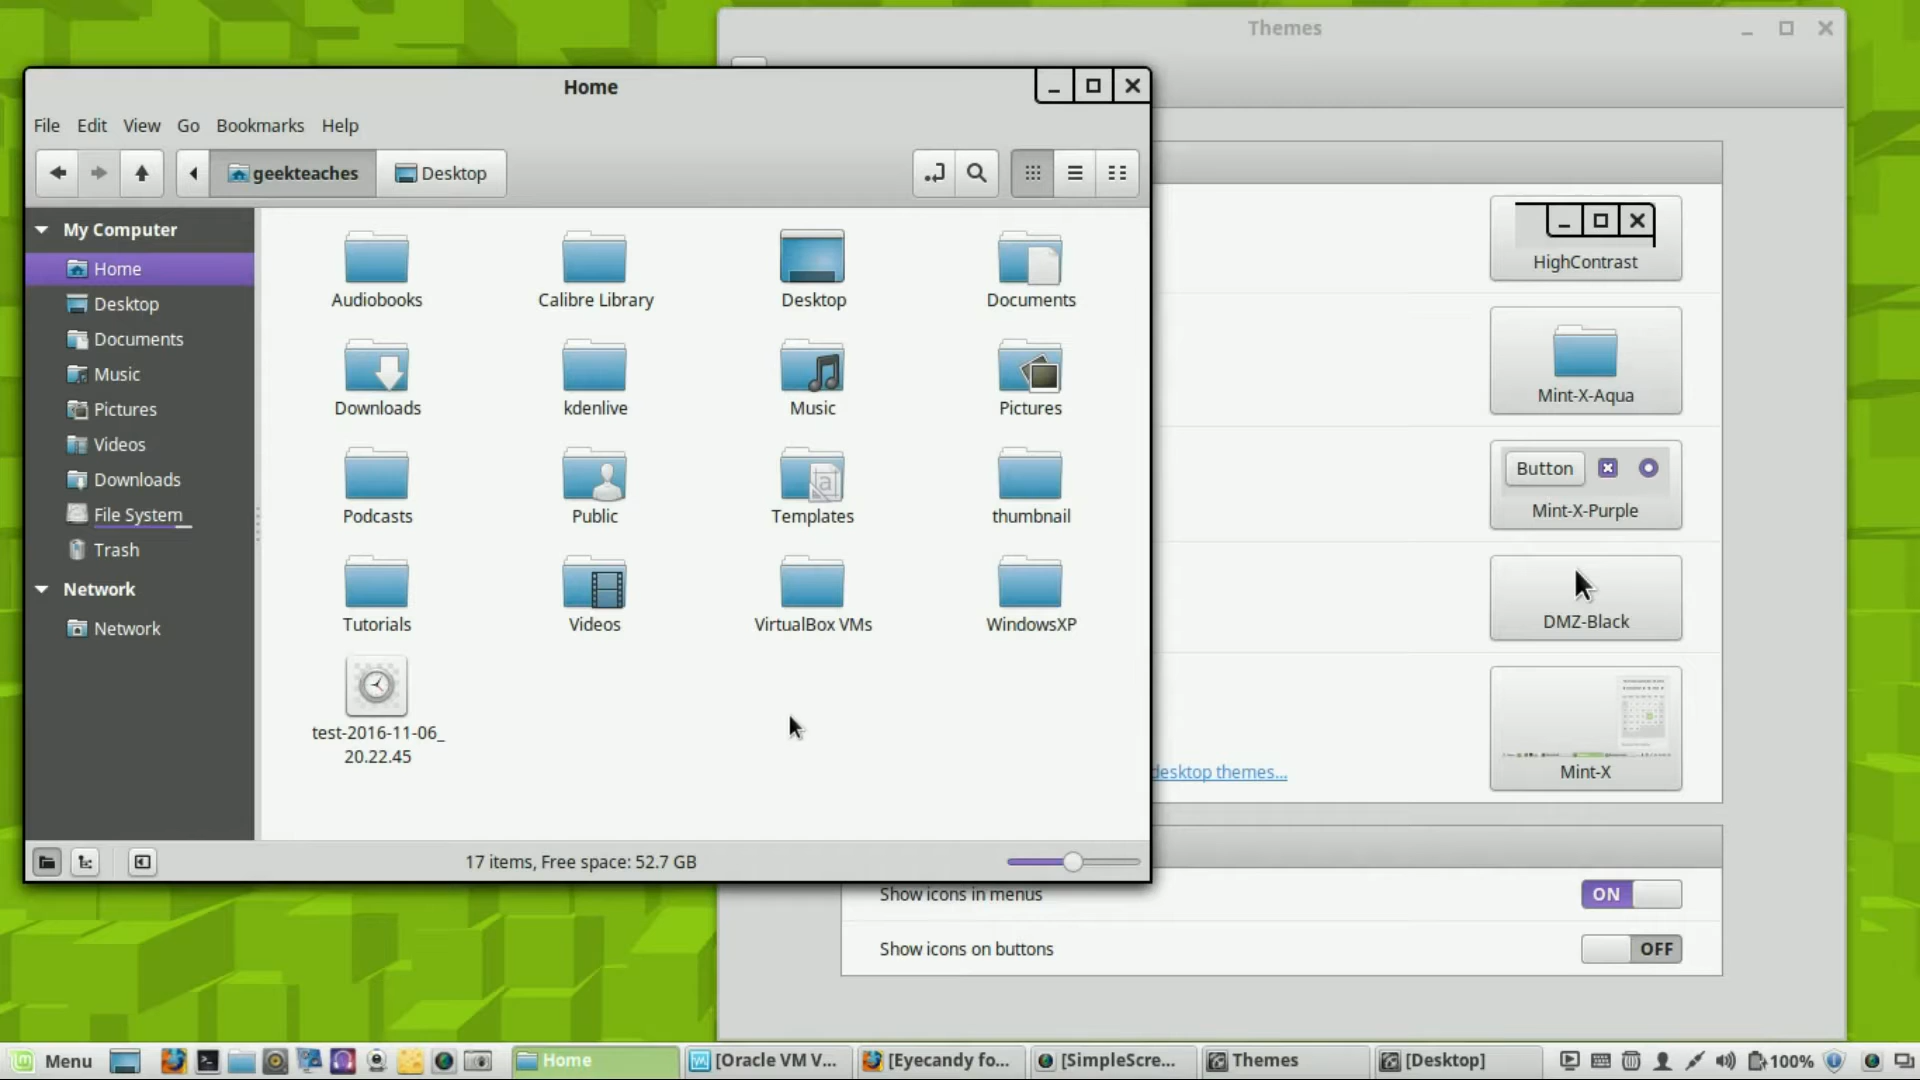 Themes
Home
File Edit View Go Bookmarks Help
geekteaches Desktop
My Computer
Home
Desktop
Documents
Music
Pictures
Videos
Downloads
File System
Trash
Network
Network
Audiobooks Calibre Library Desktop Documents
Downloads kdenlive Music Pictures
Podcasts Public Templates thumbnail
Tutorials Videos VirtualBox VMs WindowsXP
test-2016-11-06_
20.22.45
17 items, Free space: 52.7 GB
HighContrast
Mint-X-Aqua
Button
Mint-X-Purple
DMZ-Black
Mint-X
desktop themes...
Show icons in menus ON
Show icons on buttons OFF
Menu Home [Oracle VM V... [Eyecandy fo... [SimpleScre... Themes [Desktop] 100%